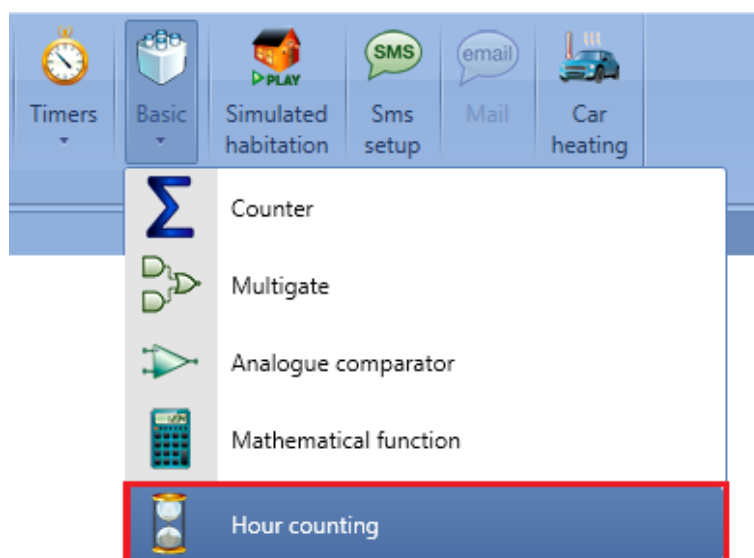 SMS
email
PLAY
Timers
Basic
Simulated
habitation
Sms
setup
Mail
Car
heating
Counter
Multigate
Analogue comparator
Mathematical function
Hour counting